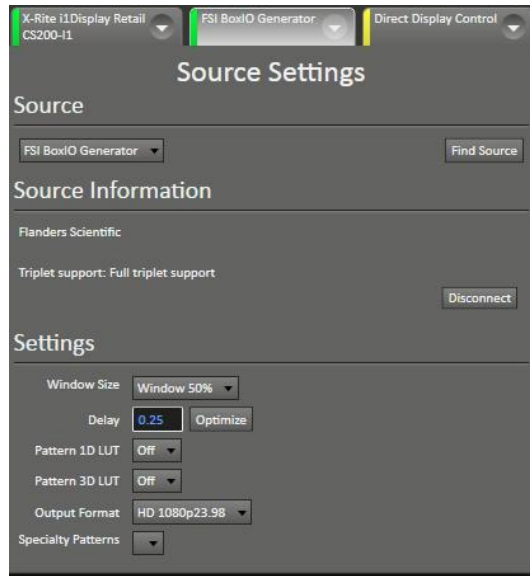 X-Rite i1Display Retail
CS200-I1
FSI BoxIO Generator
Direct Display Control
Source Settings
Source
FSI BoxIO Generator
Find Source
Source Information
Flanders Scientific
Triplet support: Full triplet support
Disconnect
Settings
Window Size Window 50%
Delay 0.25 Optimize
Pattern 1D LUT Off
Pattern 3D LUT Off
Output Format HD 1080p23.98
Specialty Patterns